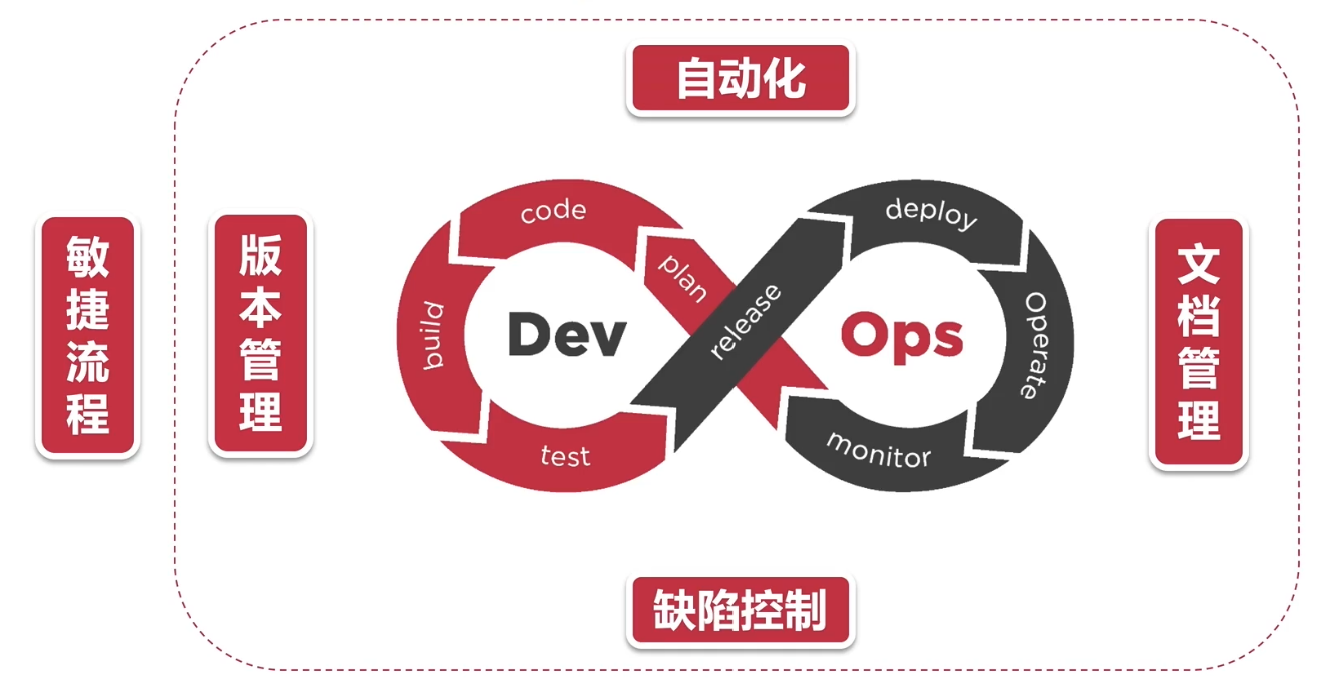 自动化
敏捷流程
版本管理
code
plan
build
Dev
test
release
deploy
Ops
Operate
monitor
文档管理
缺陷控制